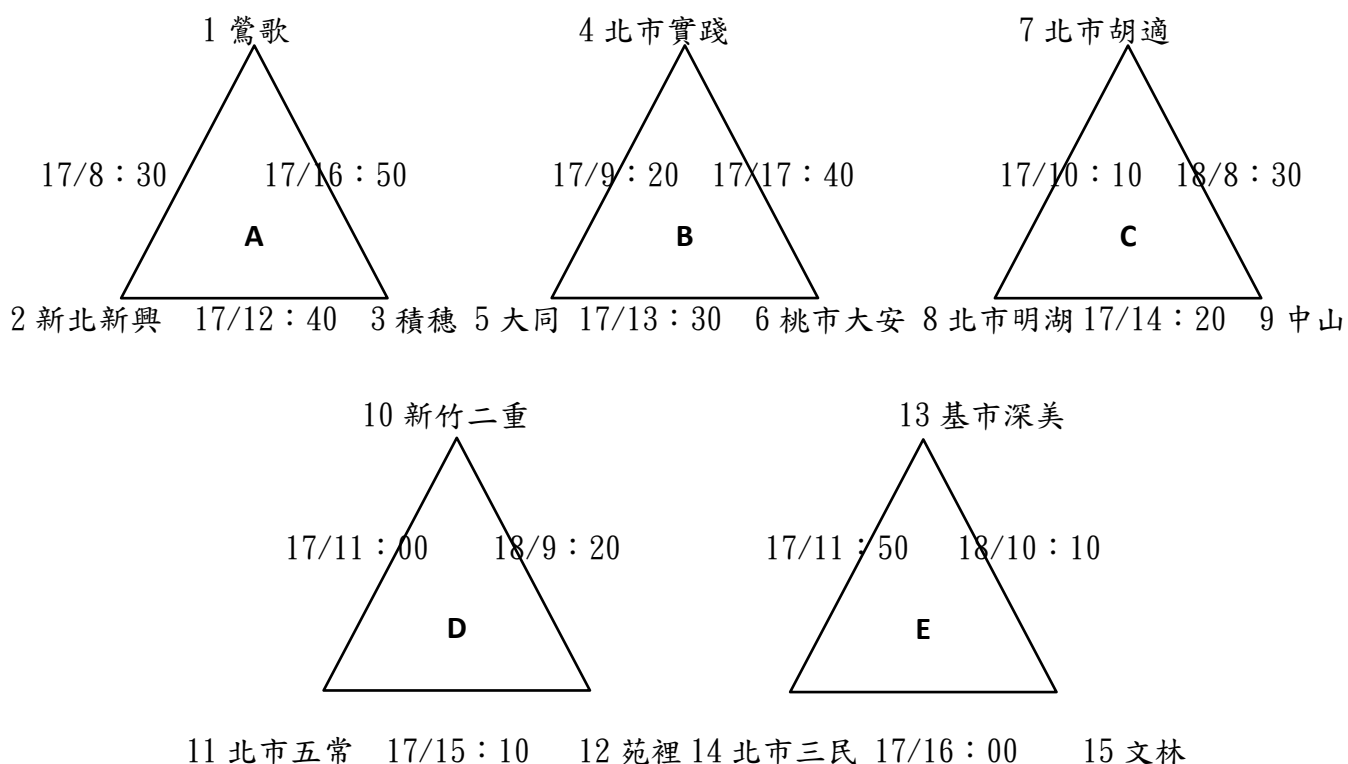 1 鶯歌 4 北市實踐 7 北市胡適
17/8：30 17/16：50 17/9：20 17/17：40 17/10：10 18/8：30
A B C
2 新北新興 17/12：40 3 積穗 5 大同 17/13：30 6 桃市大安 8 北市明湖 17/14：20 9 中山
10 新竹二重 13 基市深美
17/11：00 18/9：20 17/11：50 18/10：10
D E
11 北市五常 17/15：10 12 苑裡 14 北市三民 17/16：00 15 文林